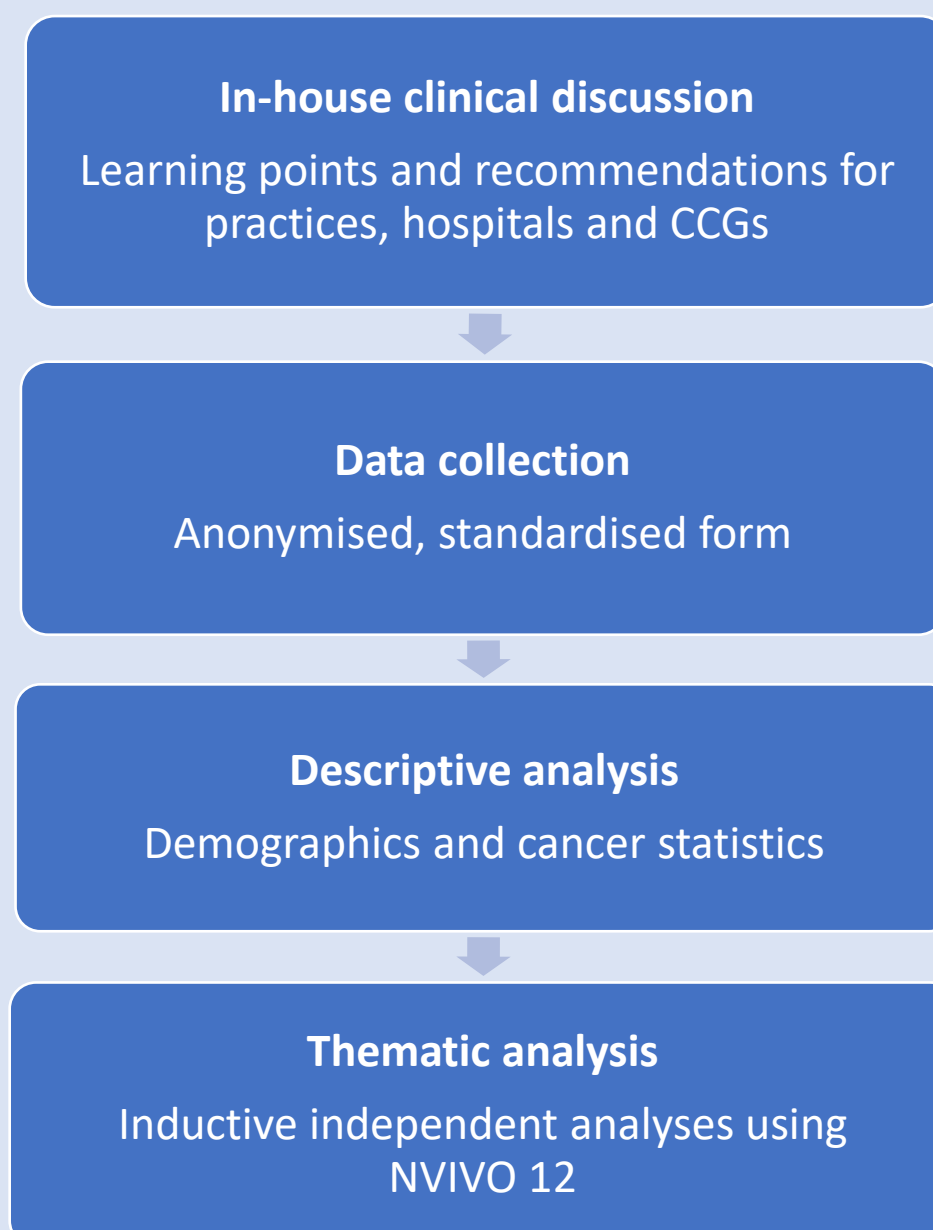 In-house clinical discussion
Learning points and recommendations for
practices, hospitals and CCGs
Data collection
Anonymised, standardised form
Descriptive analysis
Demographics and cancer statistics
Thematic analysis
Inductive independent analyses using
NVIVO 12